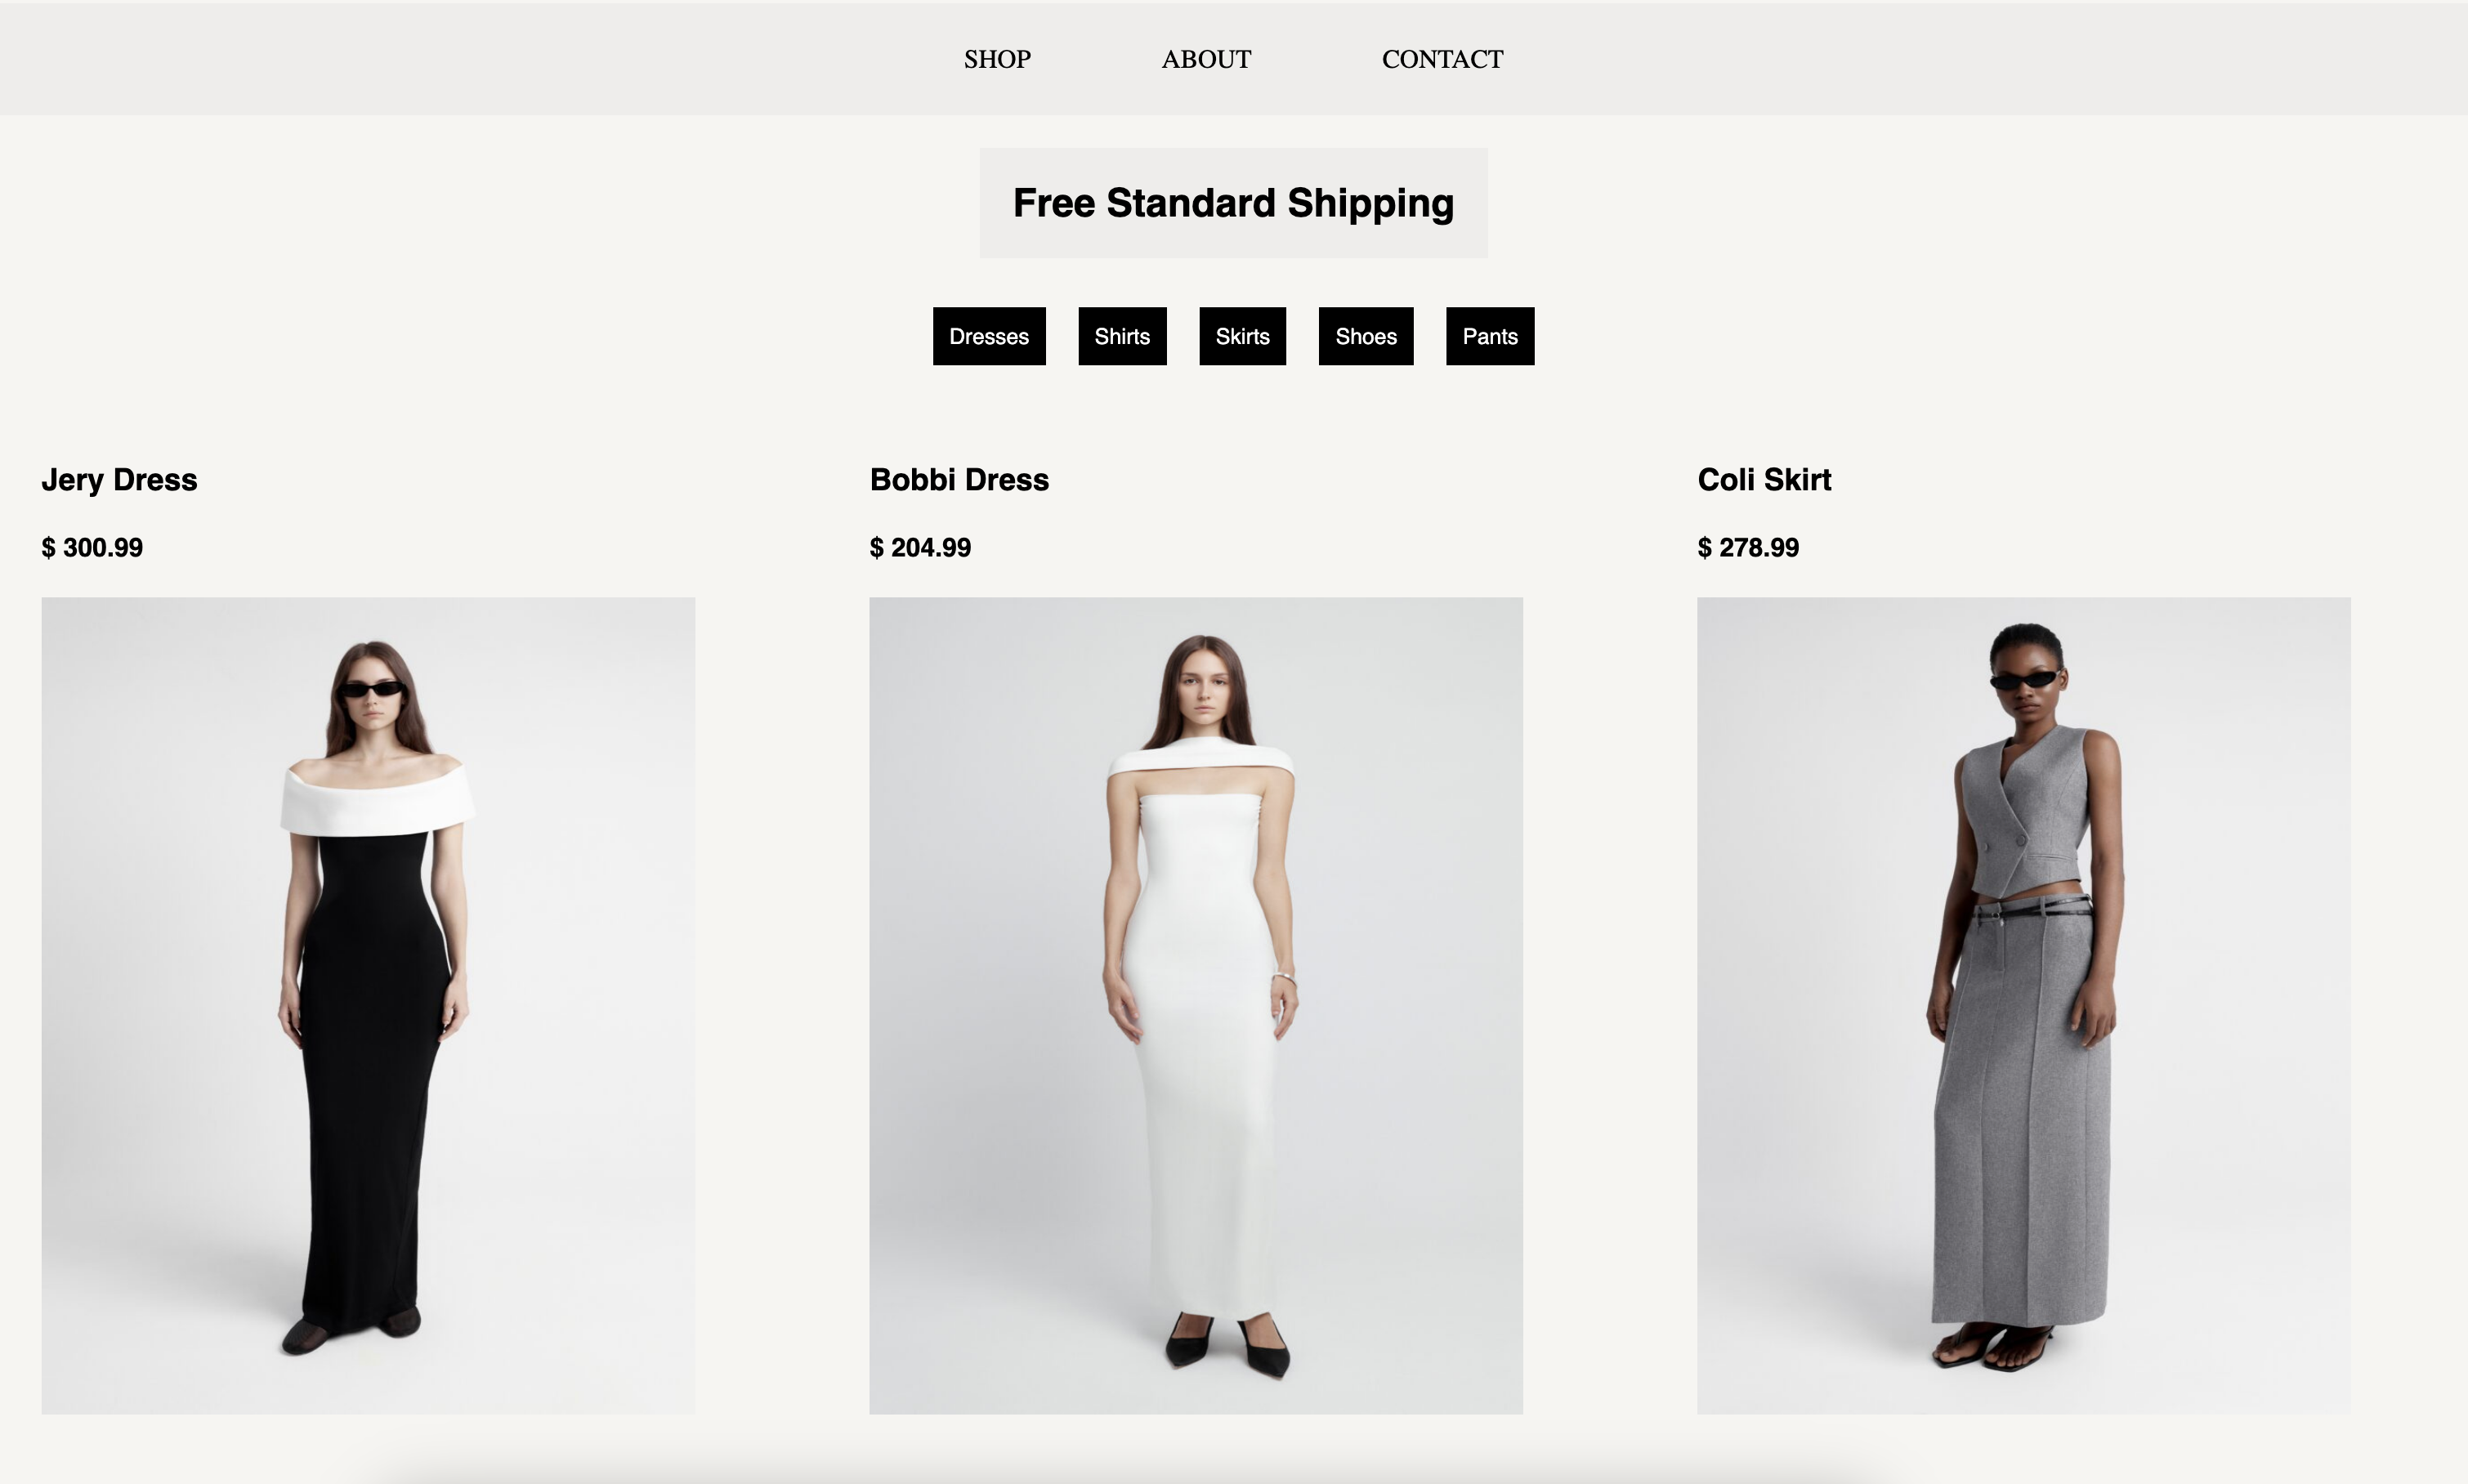 SHOP ABOUT CONTACT
Free Standard Shipping
Dresses Shirts Skirts Shoes Pants
Jery Dress
$ 300.99
Bobbi Dress
$ 204.99
Coli Skirt
$ 278.99